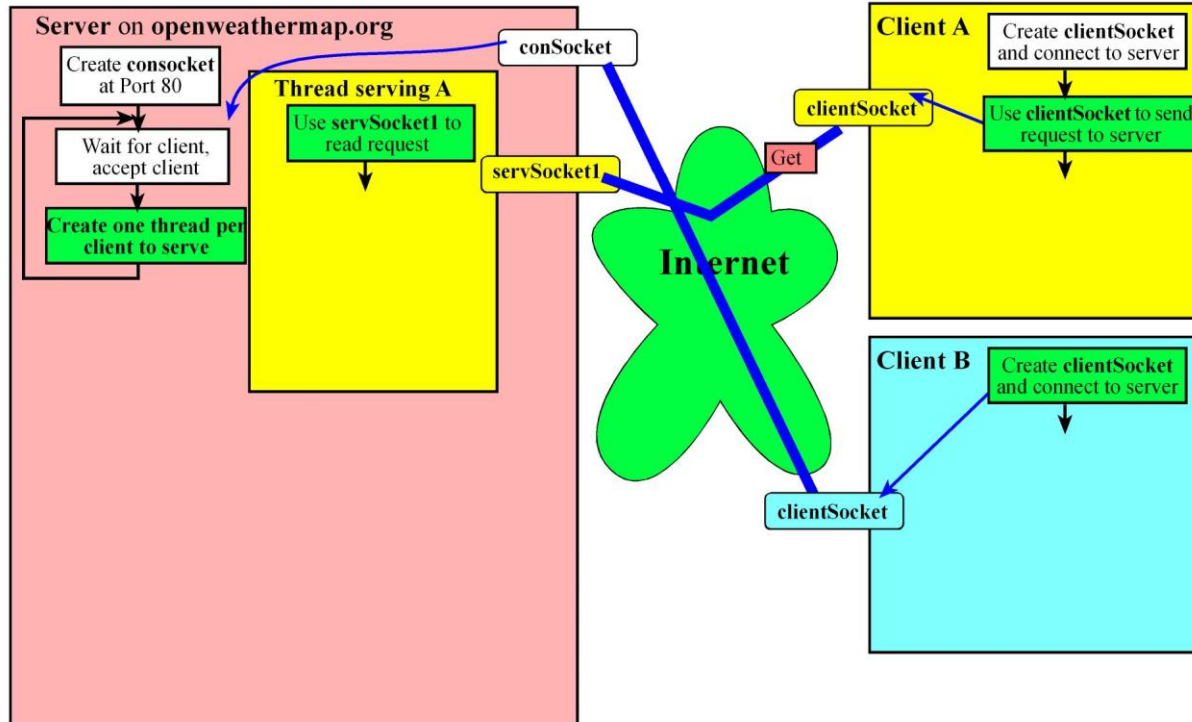 Server on openweathermap.org
Create consocket
at Port 80
Wait for client,
accept client
Create one thread per
client to serve
Thread serving A
Use servSocket1 to
read request
conSocket
servSocket1
Internet
Get
clientSocket
Client A
Create clientSocket
and connect to server
Use clientSocket to send
request to server
Client B
Create clientSocket
and connect to server
clientSocket